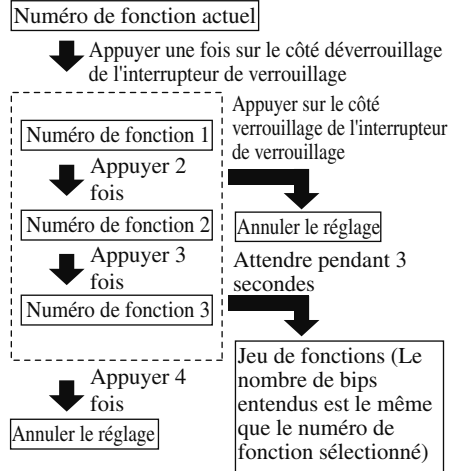 Numéro de fonction actuel
Appuyer une fois sur le côté déverrouillage
de l'interrupteur de verrouillage
Numéro de fonction 1
Appuyer 2
fois
Numéro de fonction 2
Appuyer 3
fois
Numéro de fonction 3
Appuyer 4
fois
Annuler le réglage
Appuyer sur le côté
verrouillage de l'interrupteur
de verrouillage
Annuler le réglage
Attendre pendant 3
secondes
Jeu de fonctions (Le
nombre de bips
entendus est le même
que le numéro de
fonction sélectionné)